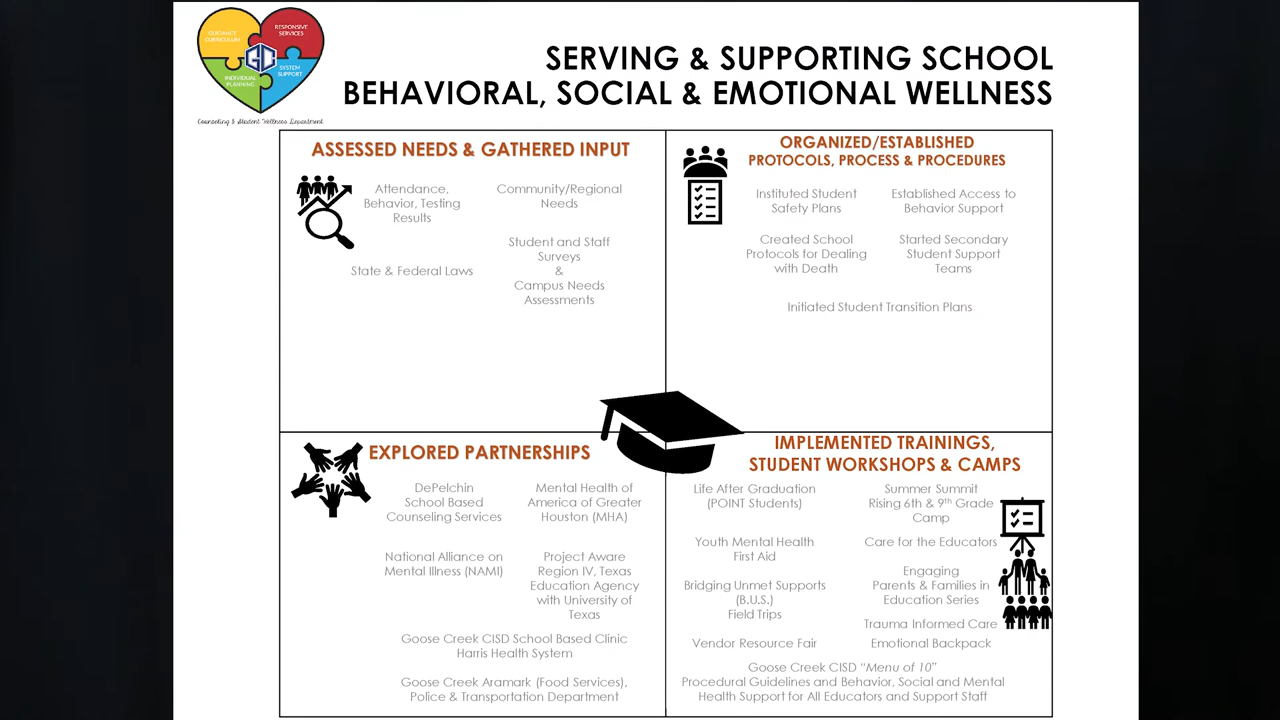 GUIDANCE
CURRICULUM
RESPONSIVE
SERVICES
GC
INDIVIDUAL
PLANNING
SYSTEM
SUPPORT
Counseling & Student Wellness Department
SERVING & SUPPORTING SCHOOL
BEHAVIORAL, SOCIAL & EMOTIONAL WELLNESS
ASSESSED NEEDS & GATHERED INPUT
Attendance,
Behavior, Testing
Results
Community/Regional
Needs
State & Federal Laws
Student and Staff
Surveys
&
Campus Needs
Assessments
ORGANIZED/ESTABLISHED
PROTOCOLS, PROCESS & PROCEDURES
Instituted Student
Safety Plans
Established Access to
Behavior Support
Created School
Protocols for Dealing
with Death
Started Secondary
Student Support
Teams
Initiated Student Transition Plans
EXPLORED PARTNERSHIPS
DePelchin
School Based
Counseling Services
Mental Health of
America of Greater
Houston (MHA)
National Alliance on
Mental Illness (NAMI)
Project Aware
Region IV, Texas
Education Agency
with University of
Texas
Goose Creek CISD School Based Clinic
Harris Health System
Goose Creek Aramark (Food Services),
Police & Transportation Department
IMPLEMENTED TRAININGS,
STUDENT WORKSHOPS & CAMPS
Life After Graduation
(POINT Students)
Summer Summit
Rising 6th & 9th Grade
Camp
Youth Mental Health
First Aid
Care for the Educators
Bridging Unmet Supports
(B.U.S.)
Field Trips
Engaging
Parents & Families in
Education Series
Trauma Informed Care
Vendor Resource Fair
Emotional Backpack
Goose Creek CISD “Menu of 10”
Procedural Guidelines and Behavior, Social and Mental
Health Support for All Educators and Support Staff